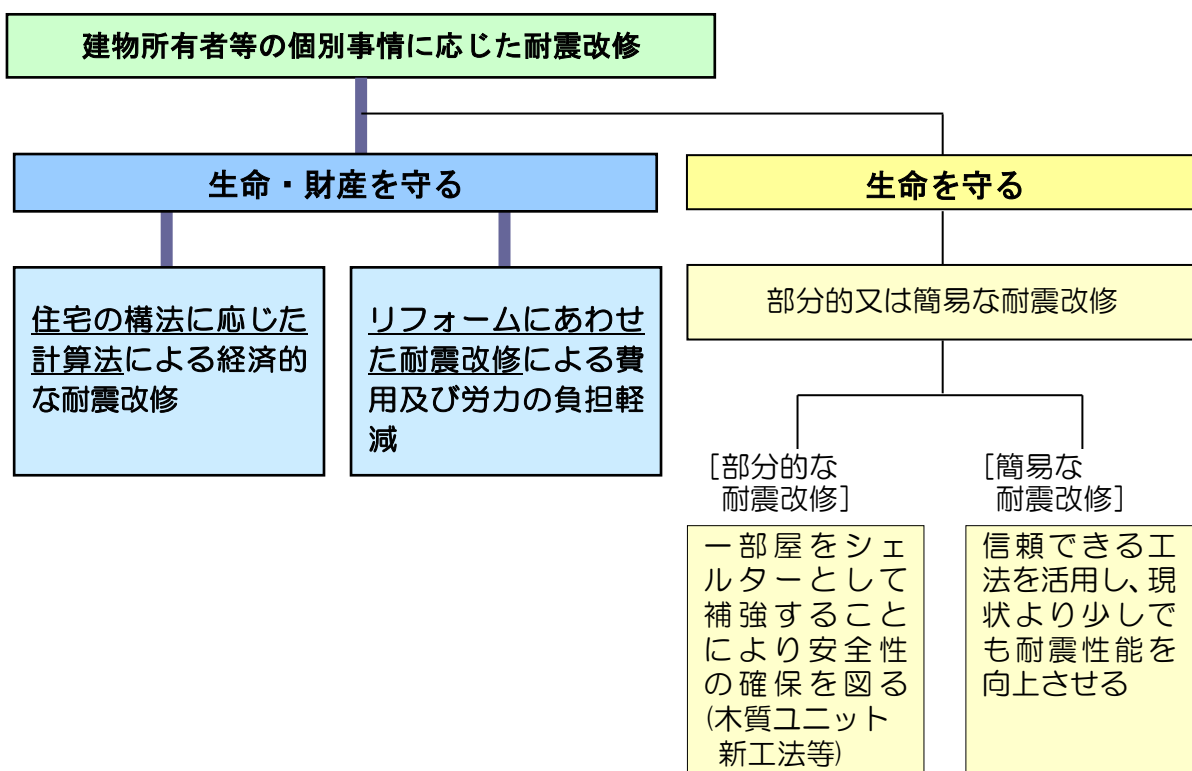 建物所有者等の個別事情に応じた耐震改修
生命・財産を守る
生命を守る
住宅の構法に応じた
計算法による経済的
な耐震改修
リフォームにあわせ
た耐震改修による費
用及び労力の負担軽
減
部分的又は簡易な耐震改修
[部分的な
耐震改修]
一部屋をシェ
ルターとして
補強すること
により安全性
の確保を図る
(木質ユニット
新工法等)
[簡易な
耐震改修]
信頼できる工
法を活用し、現
状より少しで
も耐震性能を
向上させる